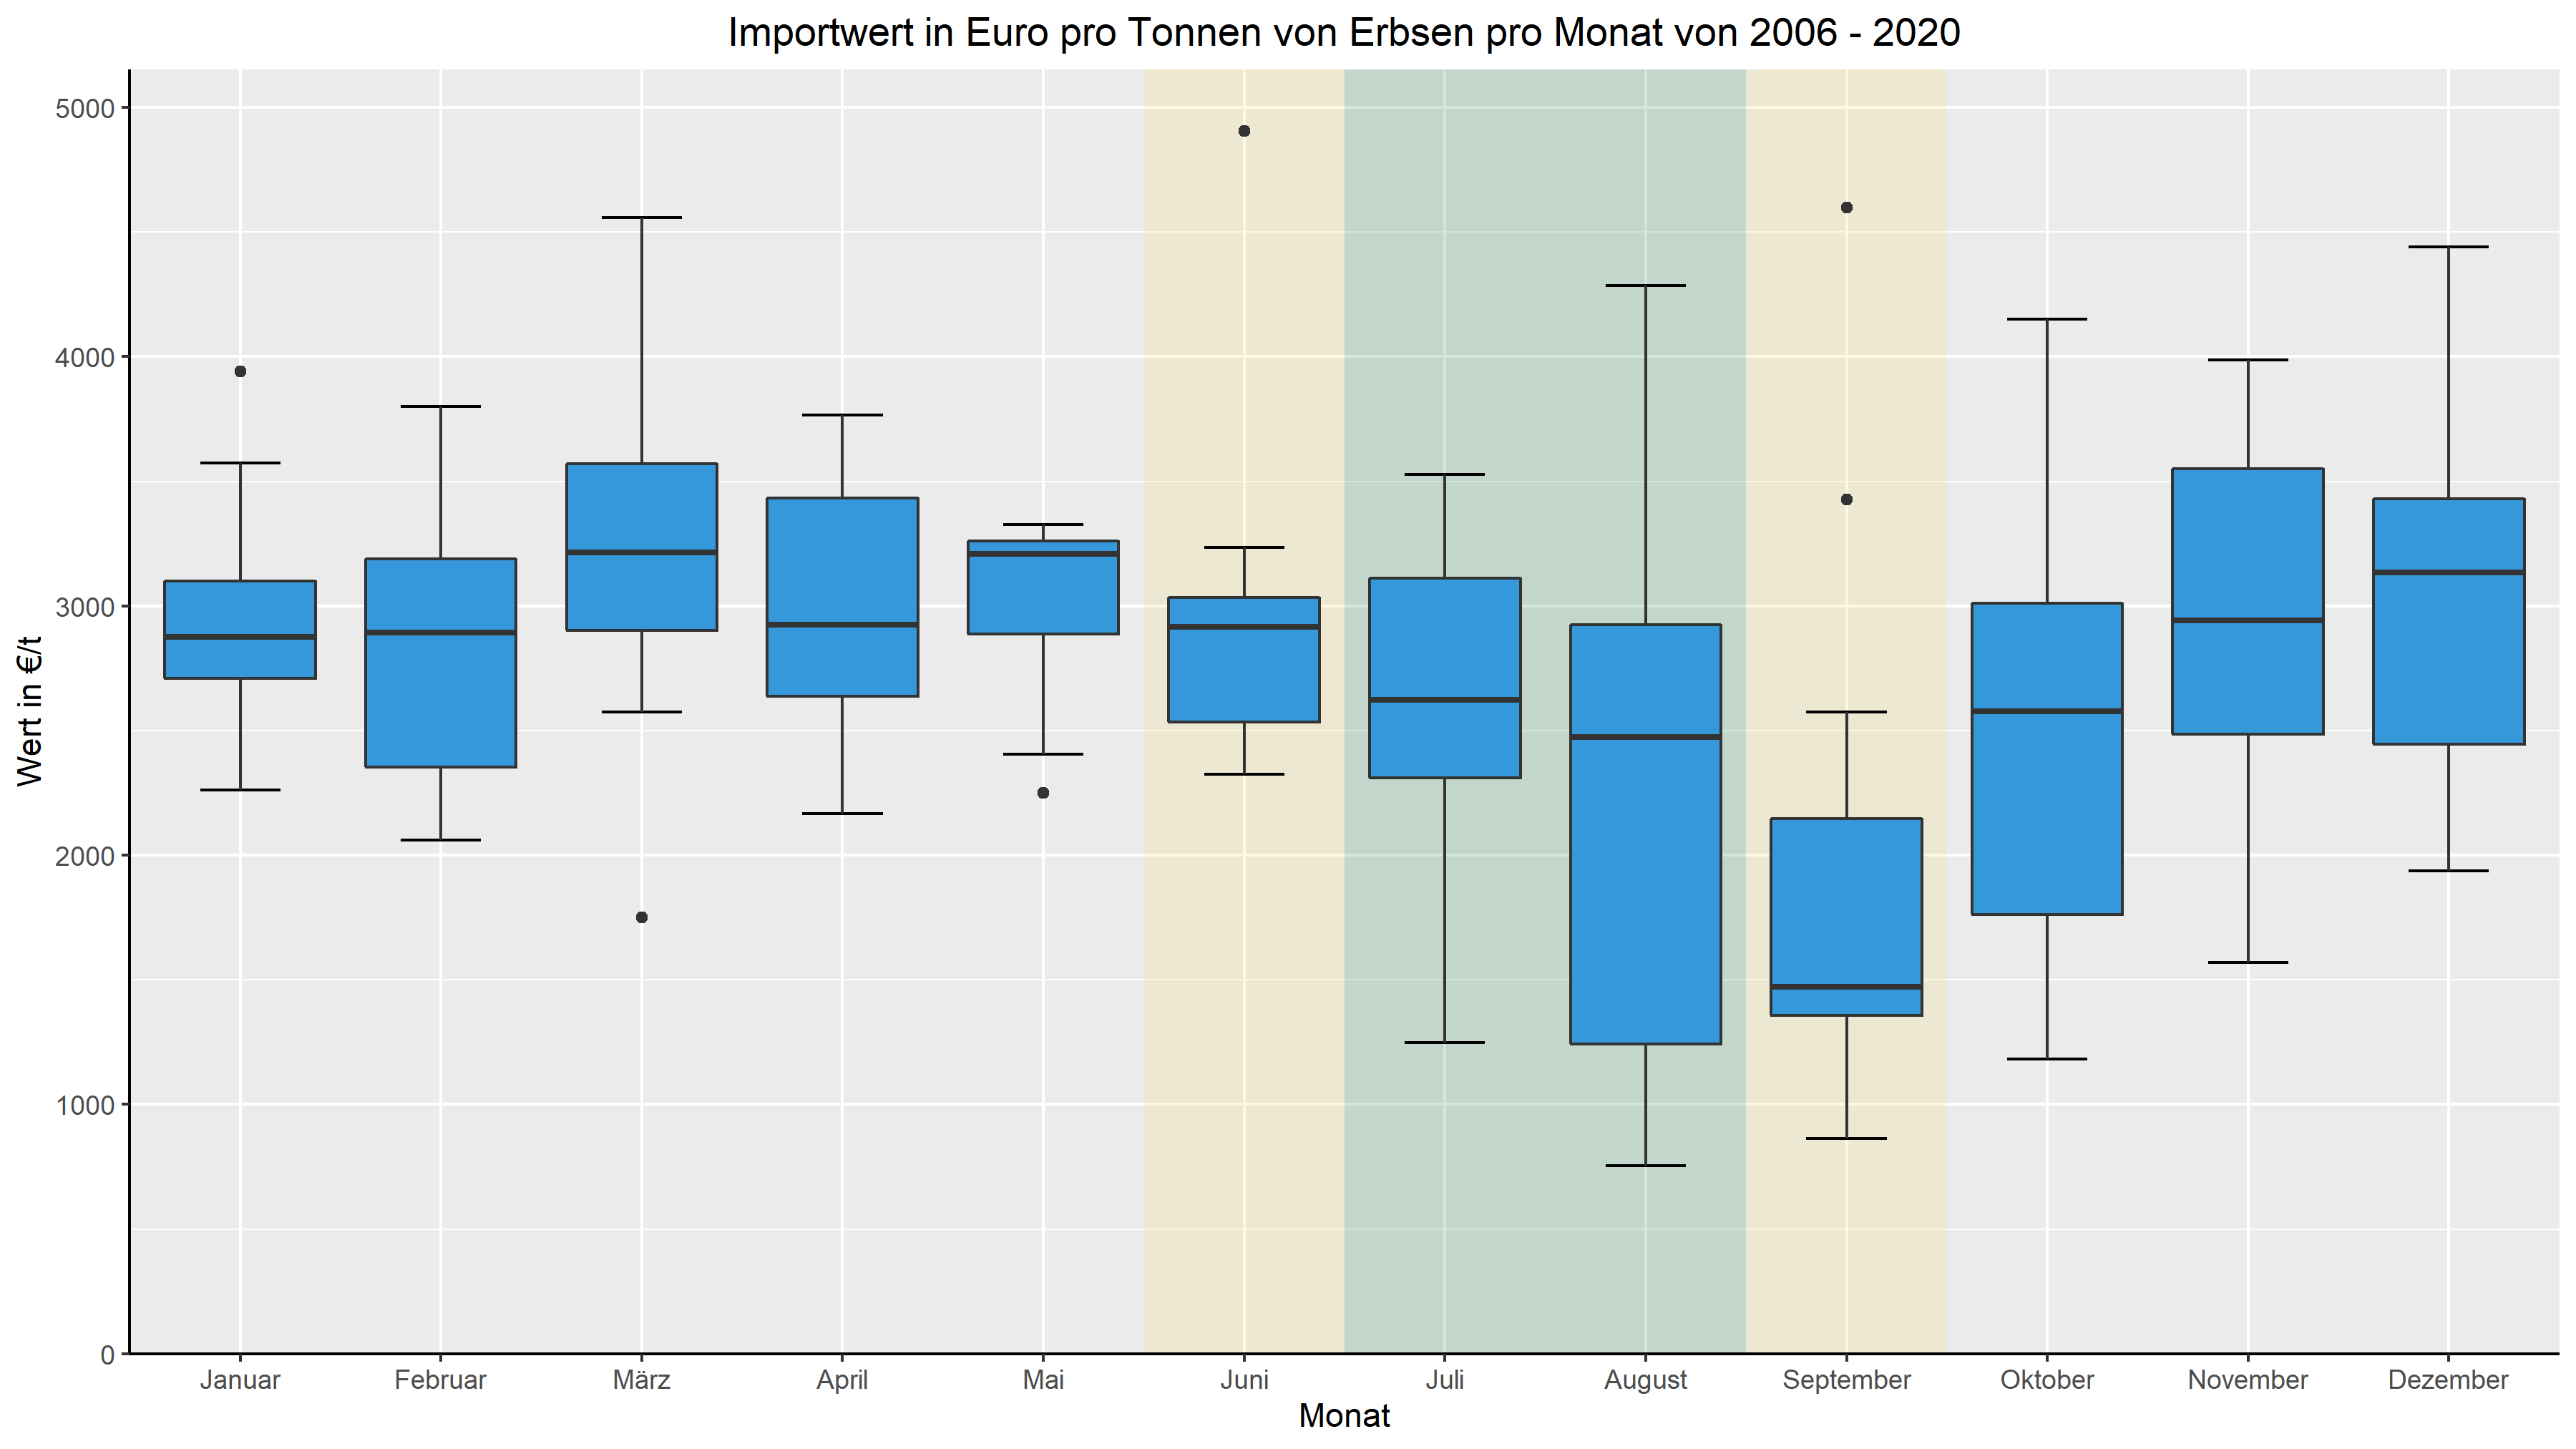 Importwert in Euro pro Tonnen von Erbsen pro Monat von 2006 - 2020
Wert in €/t
5000
4000
3000
2000
1000
0
Januar Februar März April Mai Juni Juli August September Oktober November Dezember
Monat